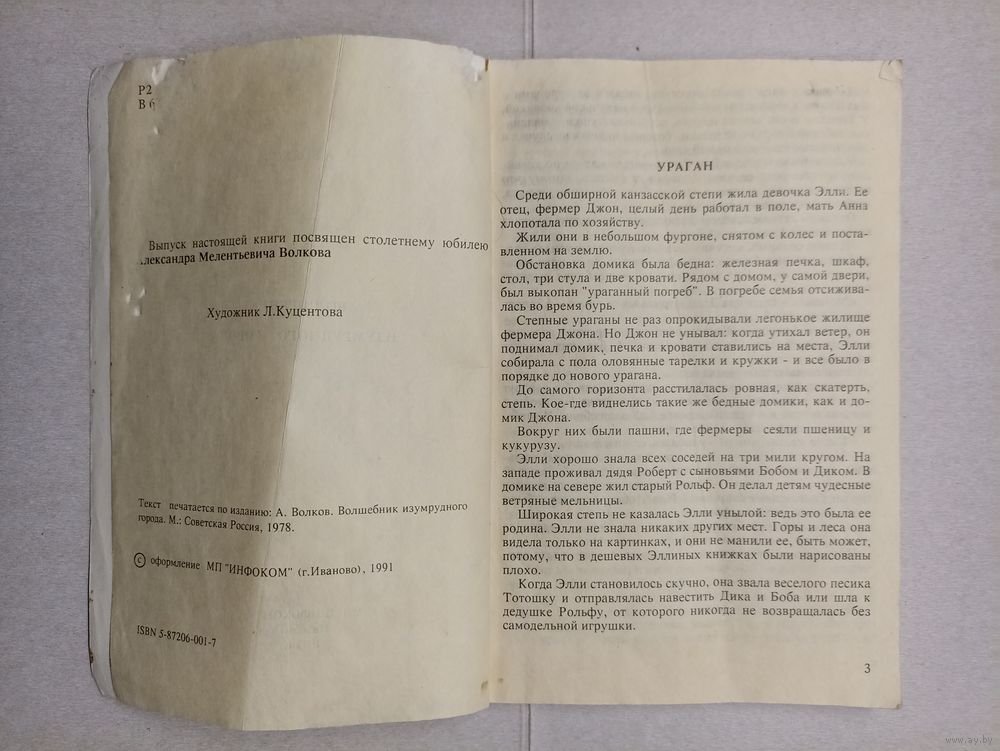 Р2
В 6
Выпуск настоящей книги посвящен столетнему юбилею
лександра Мелентьевича Волкова
Художник Л.Куцентова
Текст печатается по изданию: А. Волков. Волшебник изумрудного
города. М.: Советская Россия, 1978.
© оформление МП "ИНФОКОМ" (г.Иваново), 1991
ISBN 5-87206-001-7
УРАГАН
Среди обширной канзасской степи жила девочка Элли. Ее
отец, фермер Джон, целый день работал в поле, мать Анна
хлопотала по хозяйству.
Жили они в небольшом фургоне, снятом с колес и поста-
вленном на землю.
Обстановка домика была бедна: железная печка, шкаф,
стол, три стула и две кровати. Рядом с домом, у самой двери,
был выкопан "ураганный погреб". В погребе семья отсижива-
лась во время бурь.
Степные ураганы не раз опрокидывали легонькое жилище
фермера Джона. Но Джон не унывал: когда утихал ветер, он
поднимал домик, печка и кровати ставились на места, Элли
собирала с пола оловянные тарелки и кружки - и все было в
порядке до нового урагана.
До самого горизонта расстилалась ровная, как скатерть,
степь. Кое-где виднелись такие же бедные домики, как и до-
мик Джона.
Вокруг них были пашни, где фермеры сеяли пшеницу и
кукурузу.
Элли хорошо знала всех соседей на три мили кругом. На
западе проживал дядя Роберт с сыновьями Бобом и Диком. В
домике на севере жил старый Рольф. Он делал детям чудесные
ветряные мельницы.
Широкая степь не казалась Элли унылой: ведь это была ее
родина. Элли не знала никаких других мест. Горы и леса она
видела только на картинках, и они не манили ее, быть может,
потому, что в дешевых Эллиных книжках были нарисованы
плохо.
Когда Элли становилось скучно, она звала веселого песика
Тотошку и отправлялась навестить Дика и Боба или шла к
дедушке Рольфу, от которого никогда не возвращалась без
самодельной игрушки.
3
www.ay.by